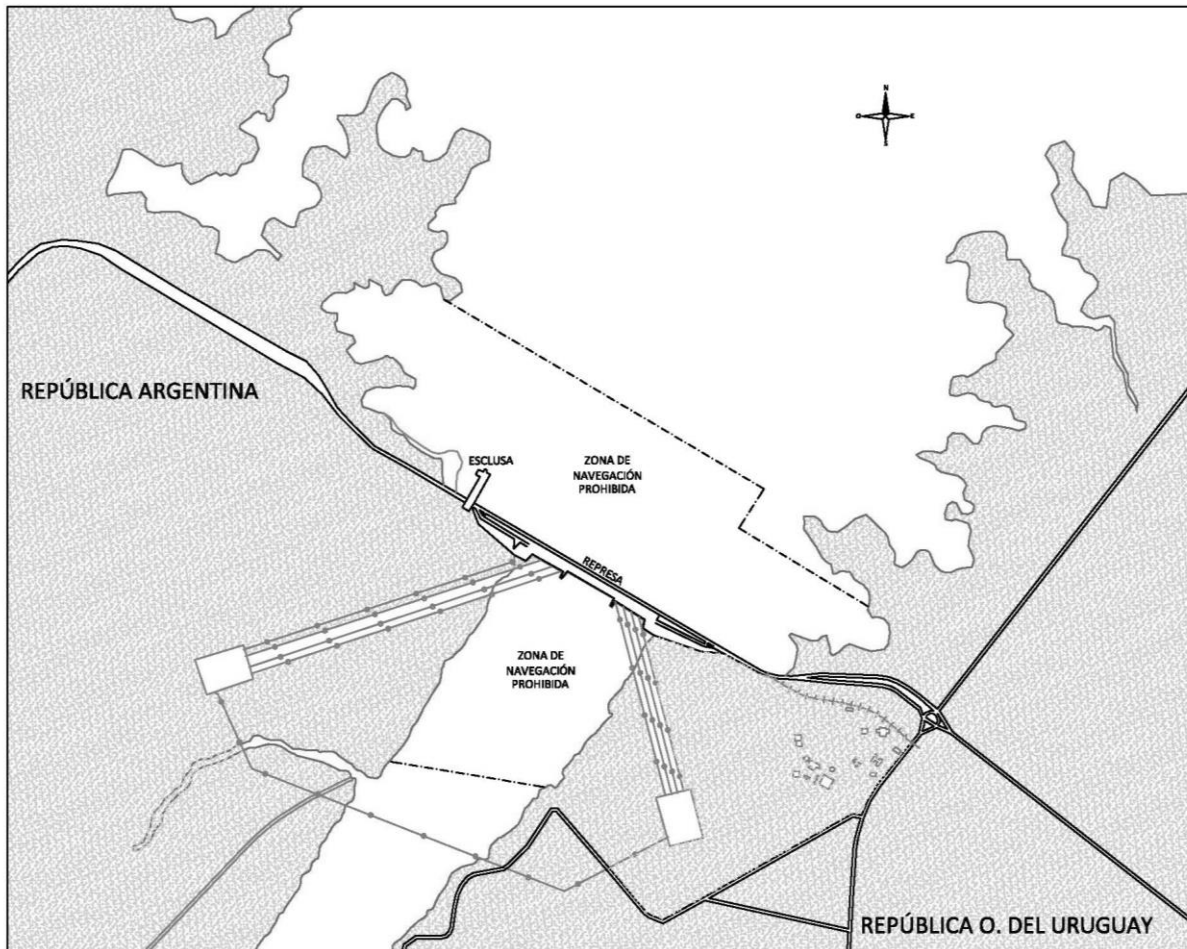 N
O
E
S
REPÚBLICA ARGENTINA
ESCLUSA
ZONA DE
NAVEGACIÓN
PROHIBIDA
REPRESA
ZONA DE
NAVEGACIÓN
PROHIBIDA
REPÚBLICA O. DEL URUGUAY